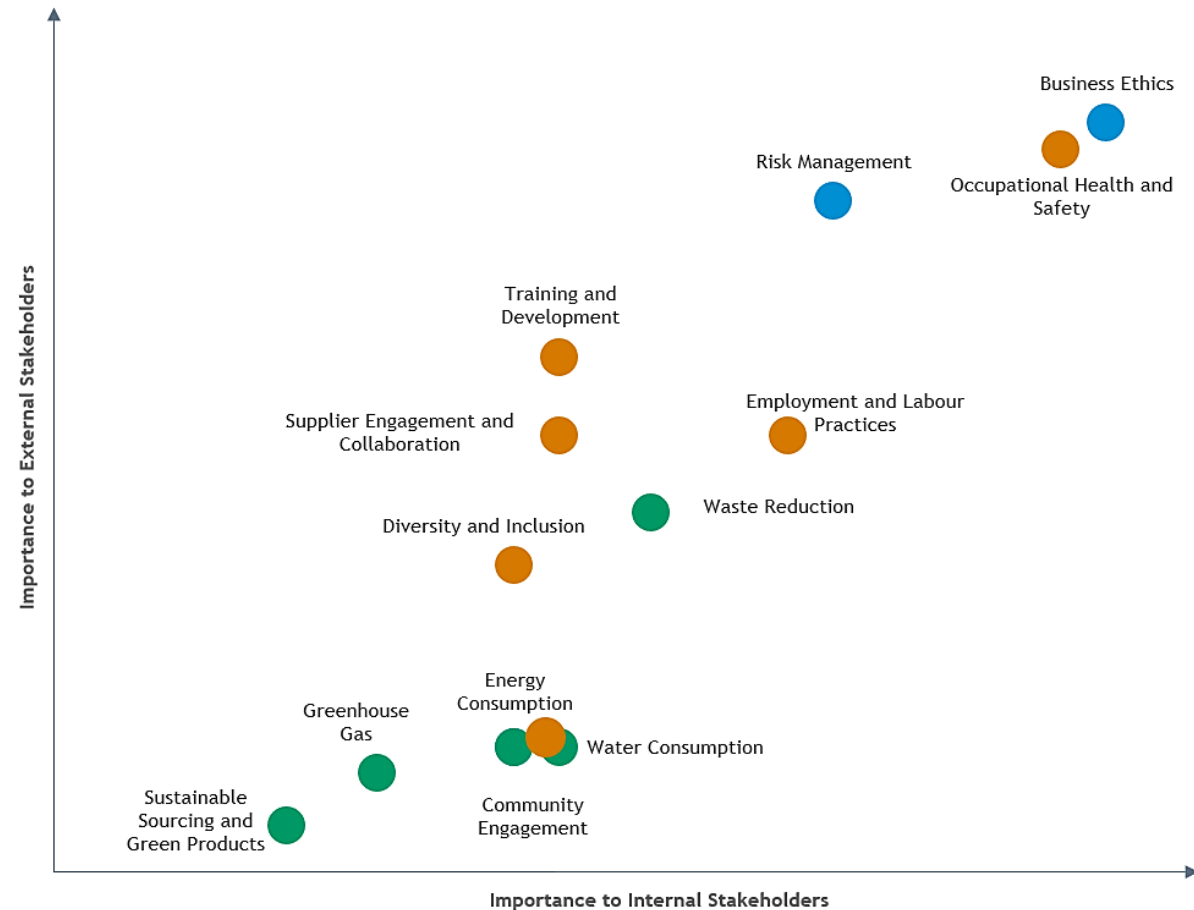 Business Ethics
Risk Management
Occupational Health and
Safety
Training and
Development
Employment and Labour
Practices
Supplier Engagement and
Collaboration
Waste Reduction
Diversity and Inclusion
Importance to External Stakeholders
Energy
Consumption
Greenhouse
Gas
Water Consumption
Sustainable
Sourcing and
Green Products
Community
Engagement
Importance to Internal Stakeholders